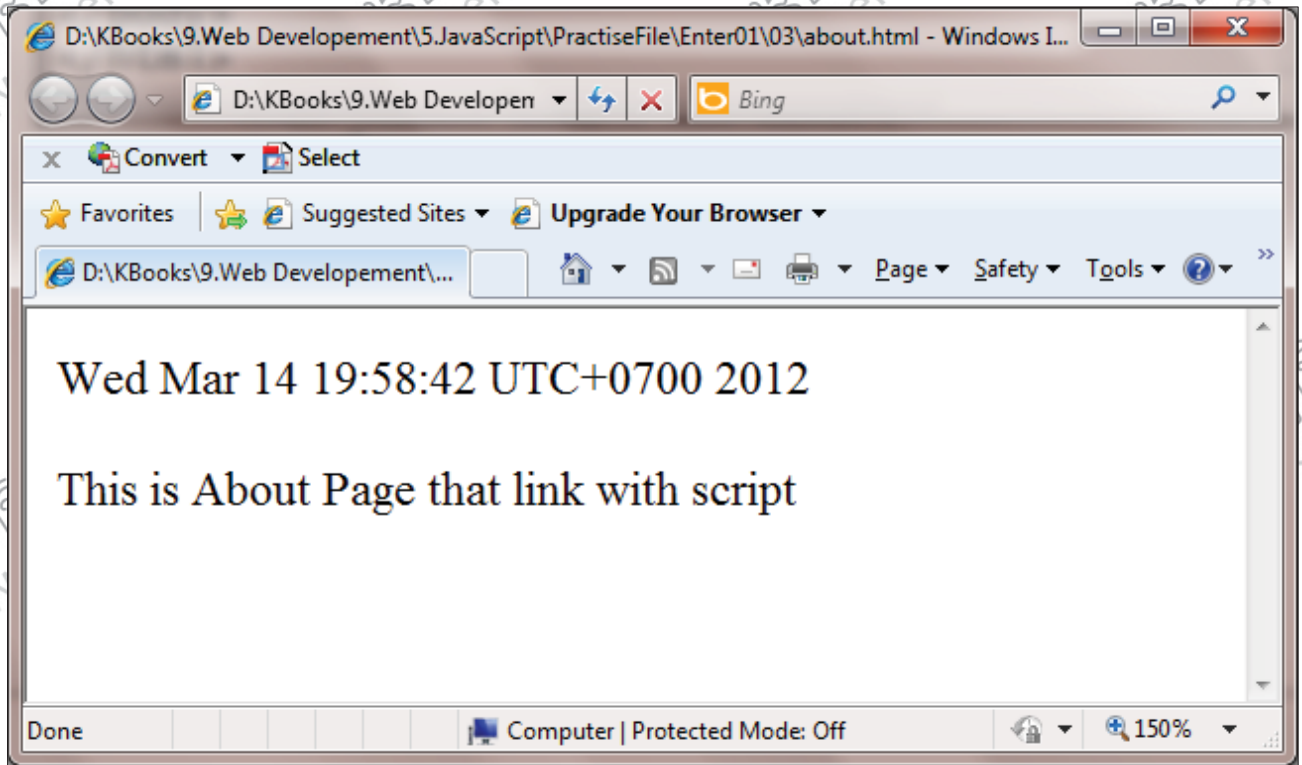 D:\KBooks\9.Web Developement\5.JavaScript\PractiseFile\Enter01\03\about.html - Windows I...
D:\KBooks\9.Web Developen Bing
x Convert Select
Favorites Suggested Sites Upgrade Your Browser
D:\KBooks\9.Web Developement\... Page Safety Tools
Wed Mar 14 19:58:42 UTC+0700 2012
This is About Page that link with script
Done Computer | Protected Mode: Off 150%